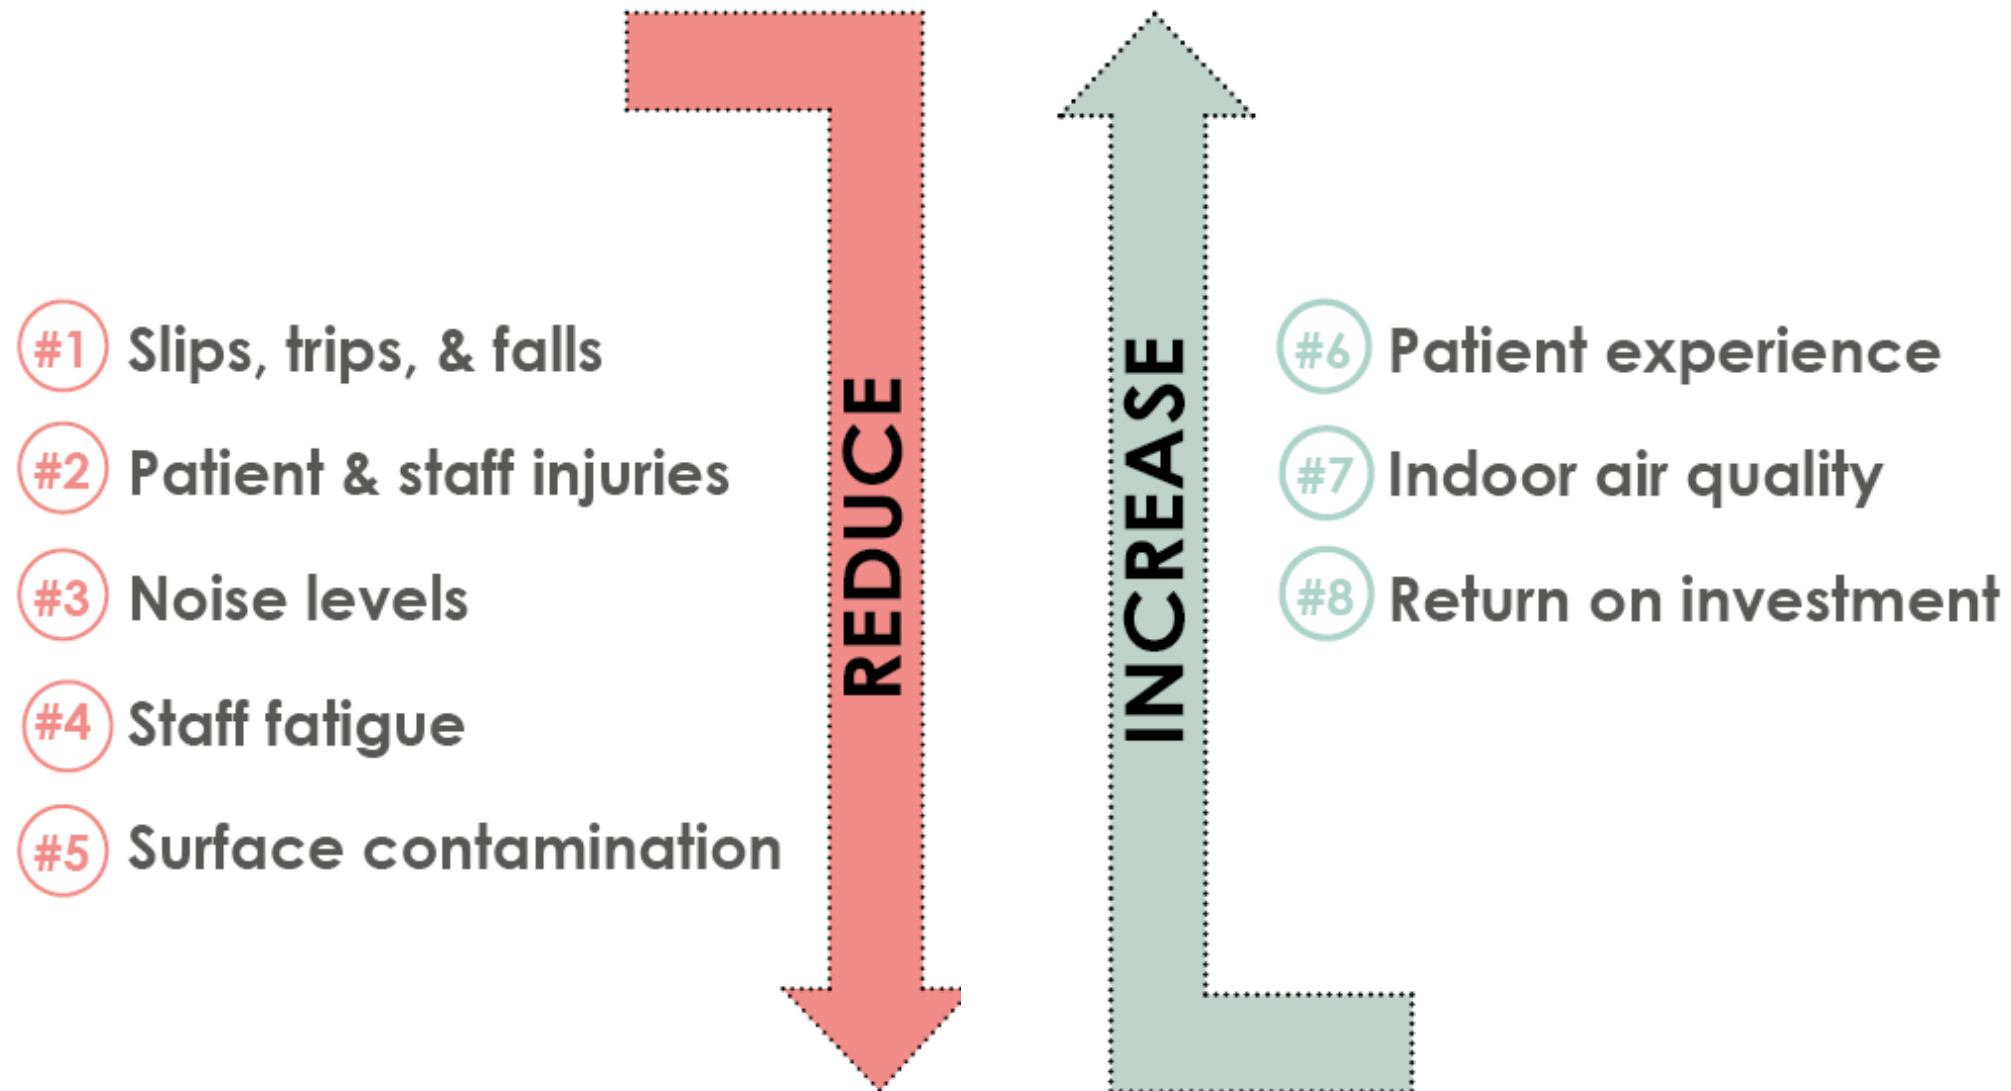 #1 Slips, trips, & falls
#2 Patient & staff injuries
#3 Noise levels
#4 Staff fatigue
#5 Surface contamination
REDUCE
INCREASE
#6 Patient experience
#7 Indoor air quality
#8 Return on investment